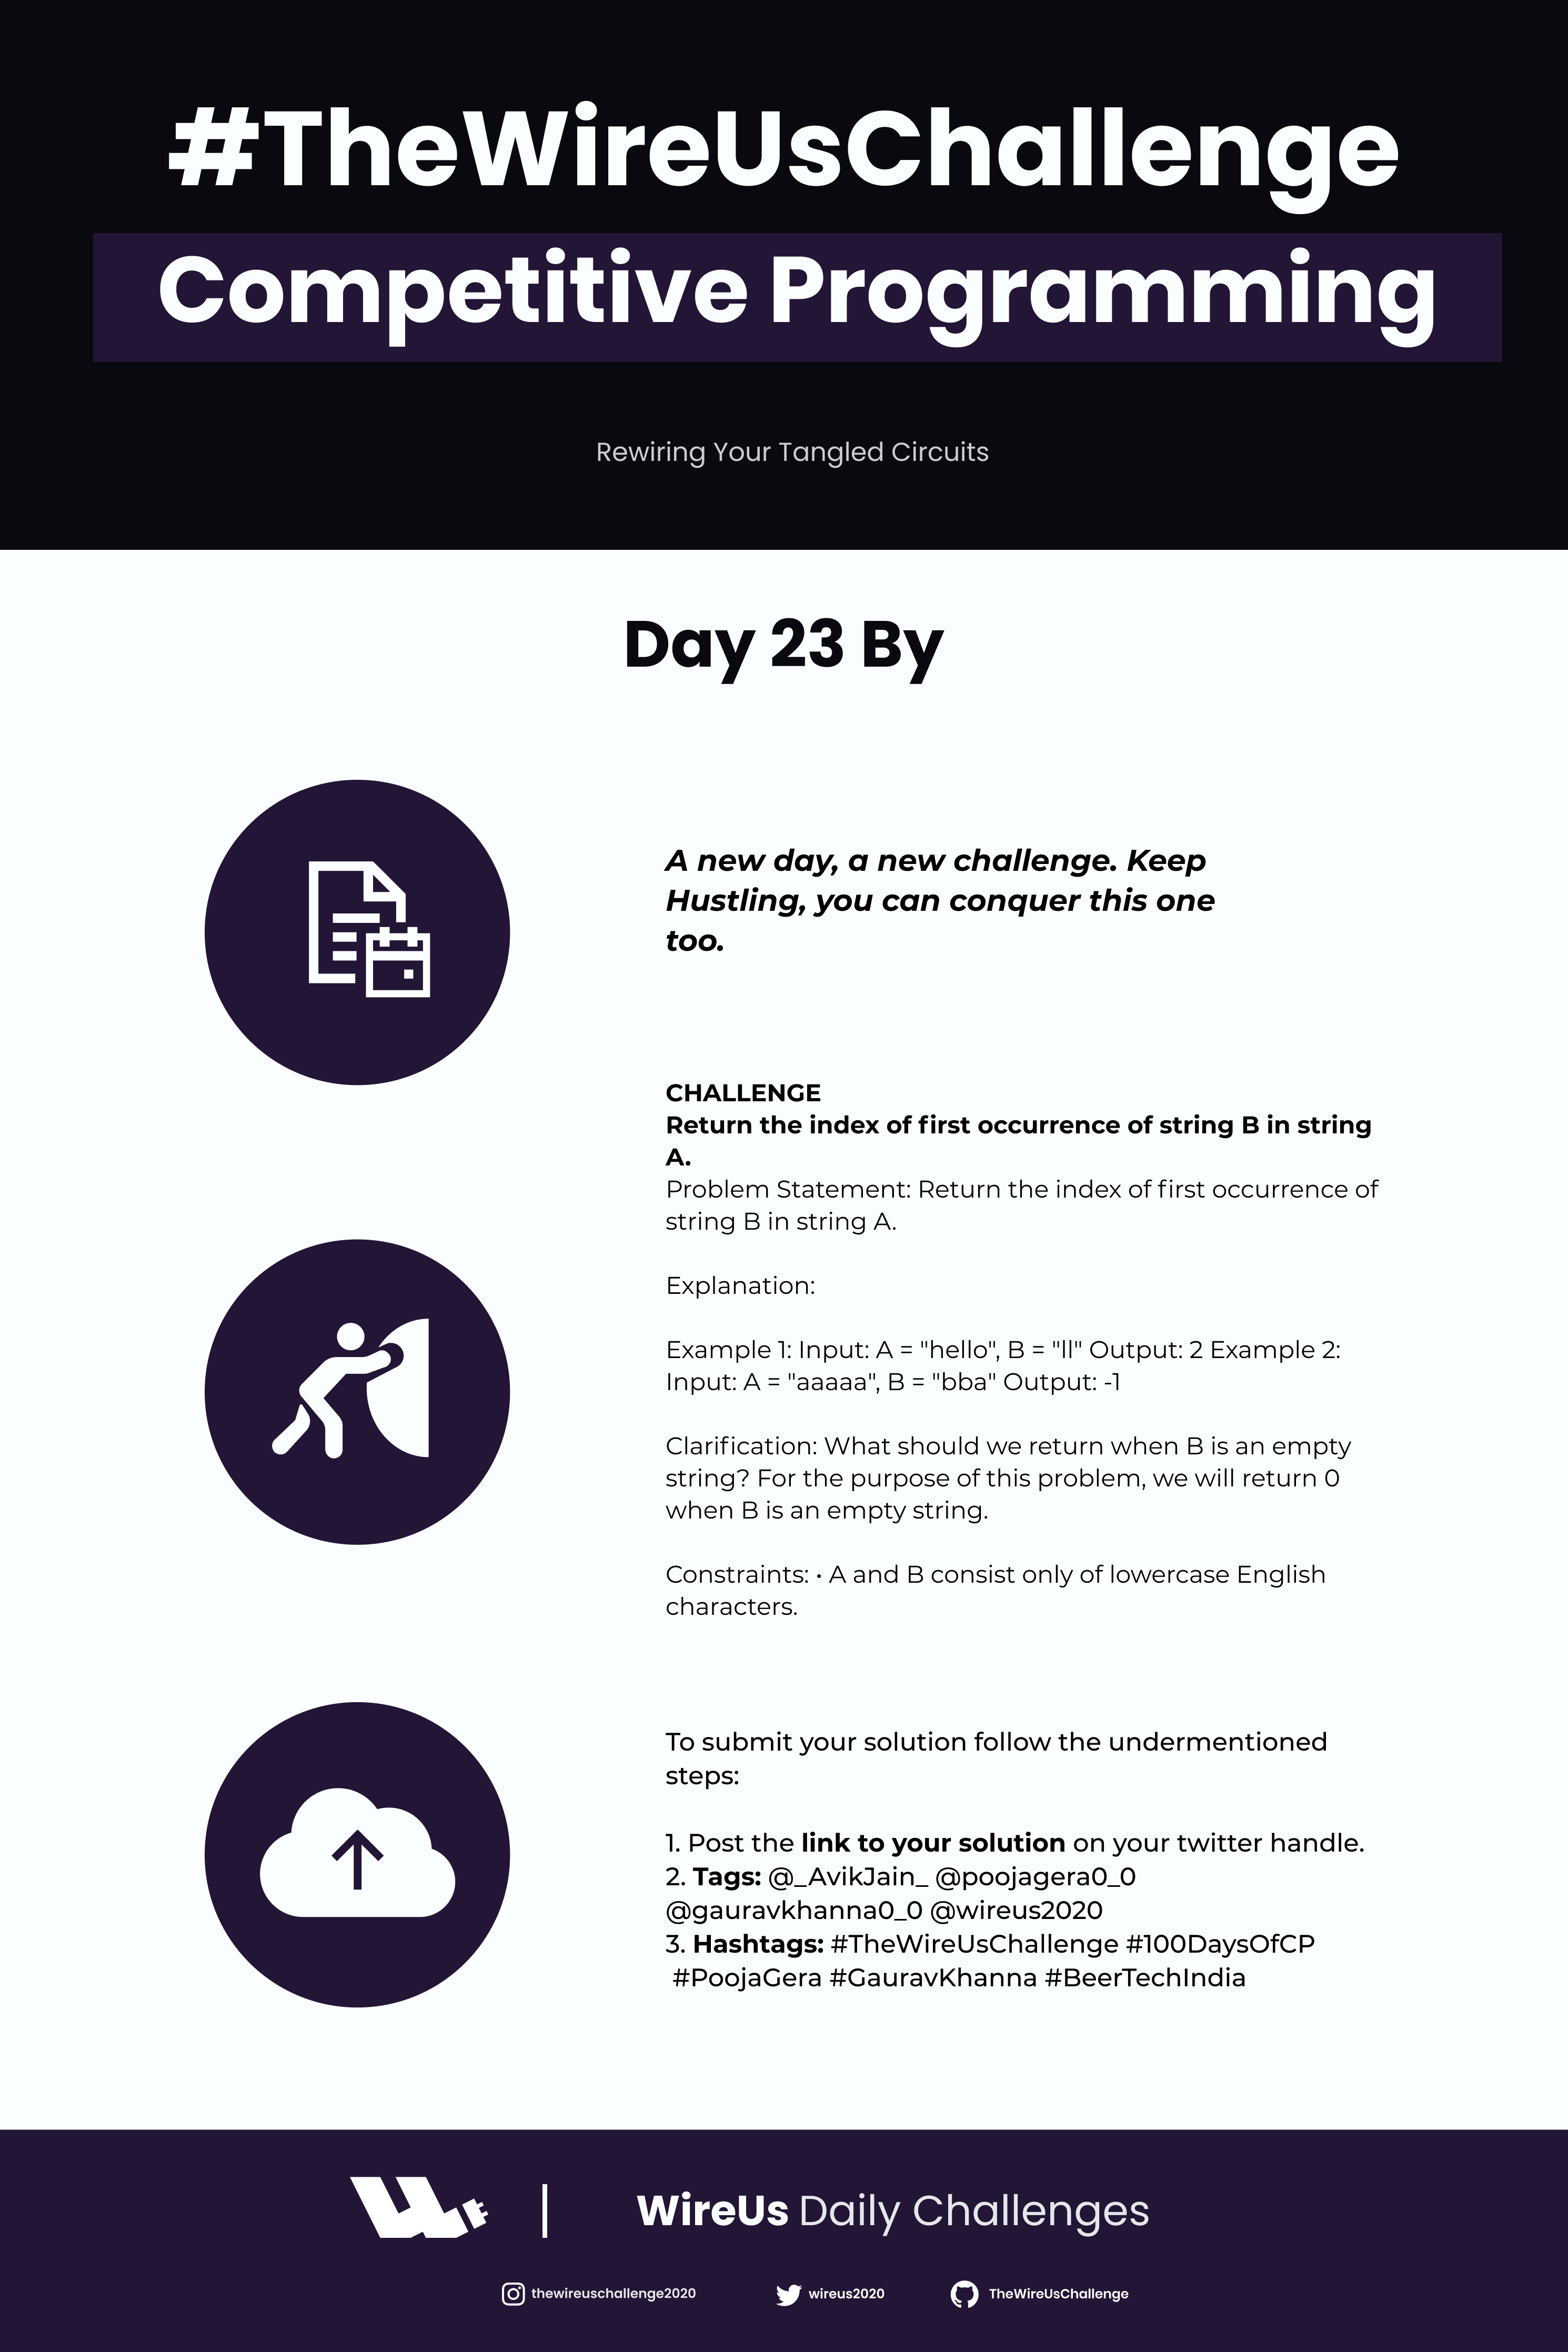 #TheWireUsChallenge
Competitive Programming
Rewiring Your Tangled Circuits
Day 23 By
A new day, a new challenge. Keep
Hustling, you can conquer this one
too.
CHALLENGE
Return the index of first occurrence of string B in string
A.
Problem Statement: Return the index of first occurrence of
string B in string A.
Explanation:
Example 1: Input: A = "hello", B = "ll" Output: 2 Example 2:
Input: A = "aaaaa", B = "bba" Output: -1
Clarification: What should we return when B is an empty
string? For the purpose of this problem, we will return 0
when B is an empty string.
Constraints: • A and B consist only of lowercase English
characters.
To submit your solution follow the undermentioned
steps:
1. Post the link to your solution on your twitter handle.
2. Tags: @_AvikJain_ @poojagera0_0
@gauravkhanna0_0 @wireus2020
3. Hashtags: #TheWireUsChallenge #100DaysOfCP
#PoojaGera #GauravKhanna #BeerTechIndia
WireUs Daily Challenges
thewireuschallenge2020 wireus2020 TheWireUsChallenge